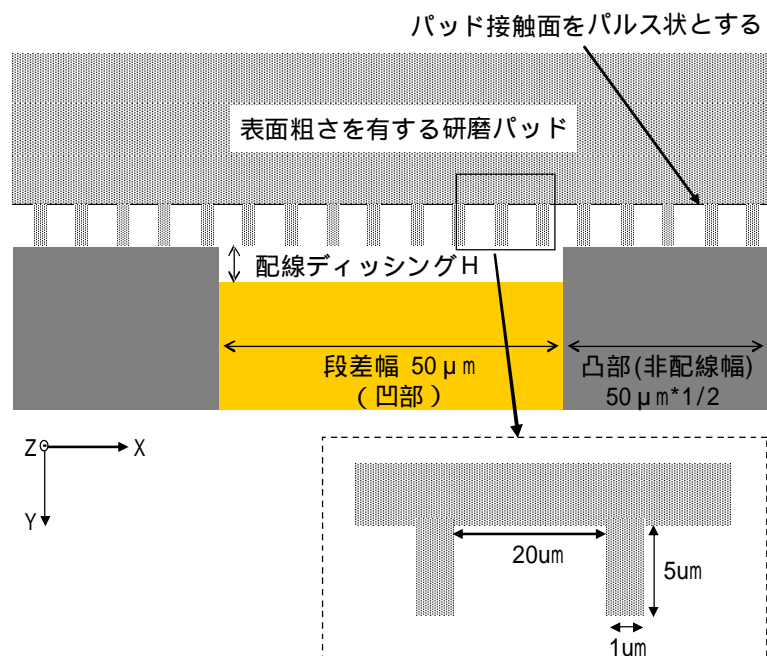 パッド接触面をパルス状とする
表面粗さを有する研磨パッド
配線ディッシングH
段差幅 50μm
(凹部)
凸部(非配線幅)
50μm*1/2
Z
X
Y
20um
5um
1um